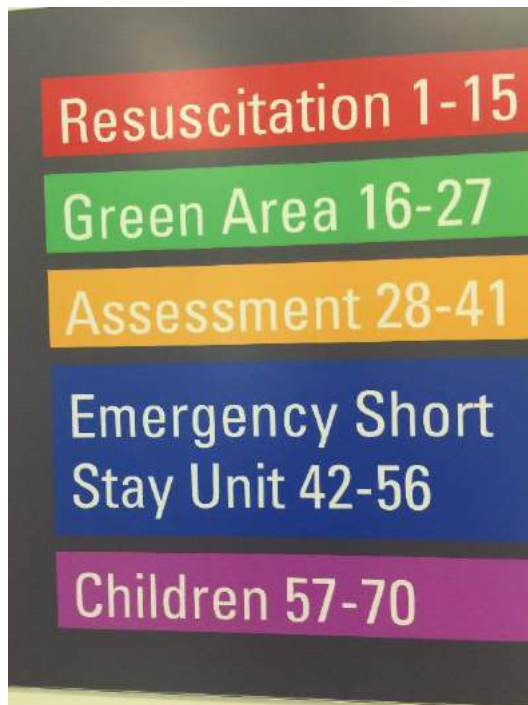 Resuscitation 1-15
Green Area 16-27
Assessment 28-41
Emergency Short
Stay Unit 42-56
Children 57-70